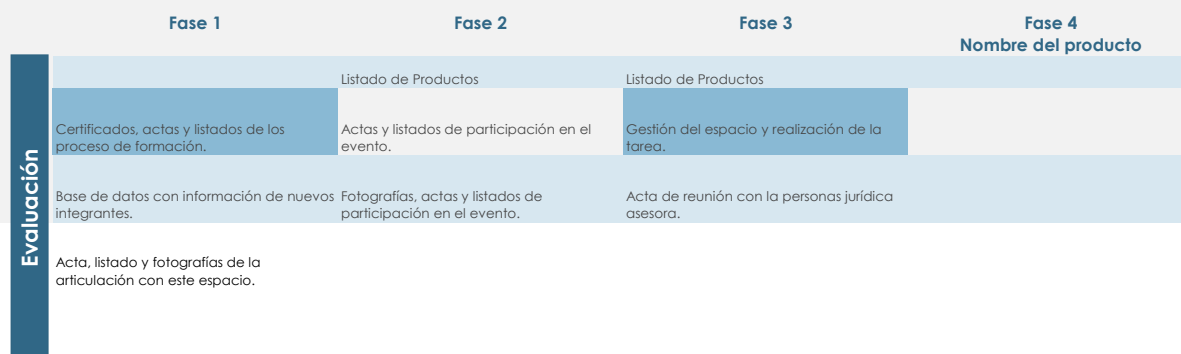 Fase 1
Fase 2
Fase 3
Fase 4
Nombre del producto
Evaluación
Listado de Productos
Listado de Productos
Certificados, actas y listados de los
proceso de formación.
Actas y listados de participación en el
evento.
Gestión del espacio y realización de la
tarea.
Base de datos con información de nuevos
integrantes.
Fotografías, actas y listados de
participación en el evento.
Acta de reunión con la personas jurídica
asesora.
Acta, listado y fotografías de la
articulación con este espacio.